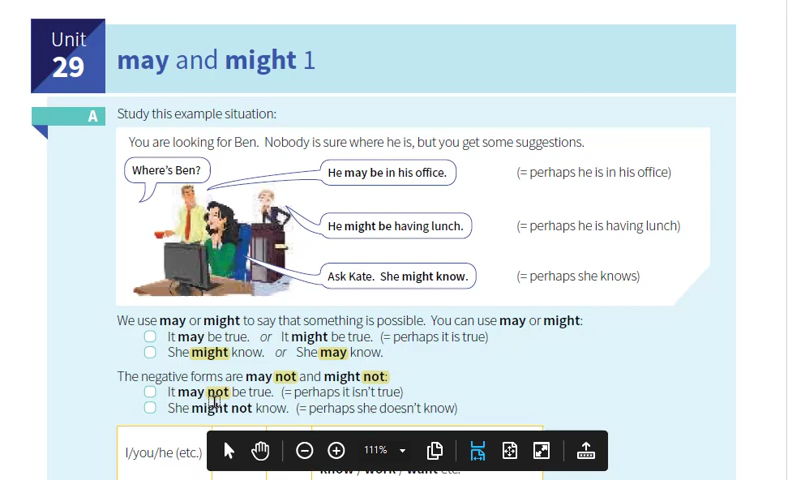 Unit
29
may and might 1
A
Study this example situation:
You are looking for Ben. Nobody is sure where he is, but you get some suggestions.
Where's Ben?
He may be in his office.
(= perhaps he is in his office)
He might be having lunch.
(= perhaps he is having lunch)
Ask Kate. She might know.
(= perhaps she knows)
We use may or might to say that something is possible. You can use may or might:
It may be true. or It might be true. (= perhaps it is true)
She might know. or She may know.
The negative forms are may not and might not:
It may not be true. (= perhaps it isn't true)
She might not know. (= perhaps she doesn't know)
I/you/he (etc.)
111%
know / work / want etc.